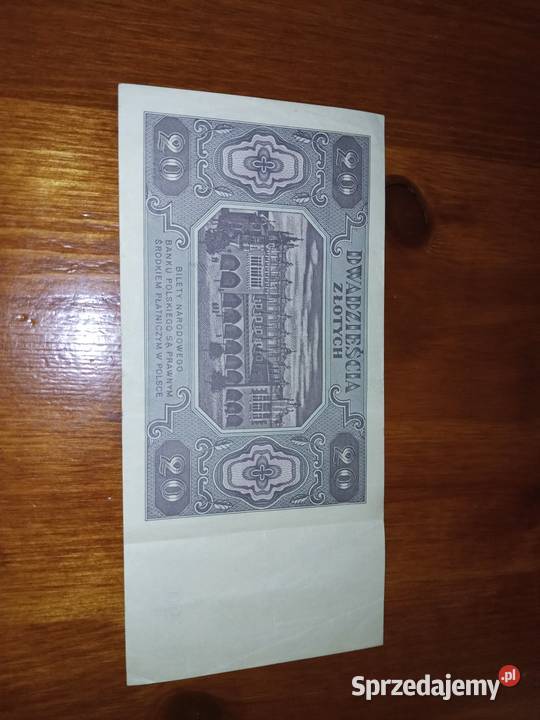 20
20
DWADZIEŚCIA
ZŁOTYCH
BILETY NARODOWEGO
BANKU POLSKIEGO SĄ PRAWNYM
ŚRODKIEM PŁATNICZYM W POLSCE
20
20
Sprzedajemy.pl